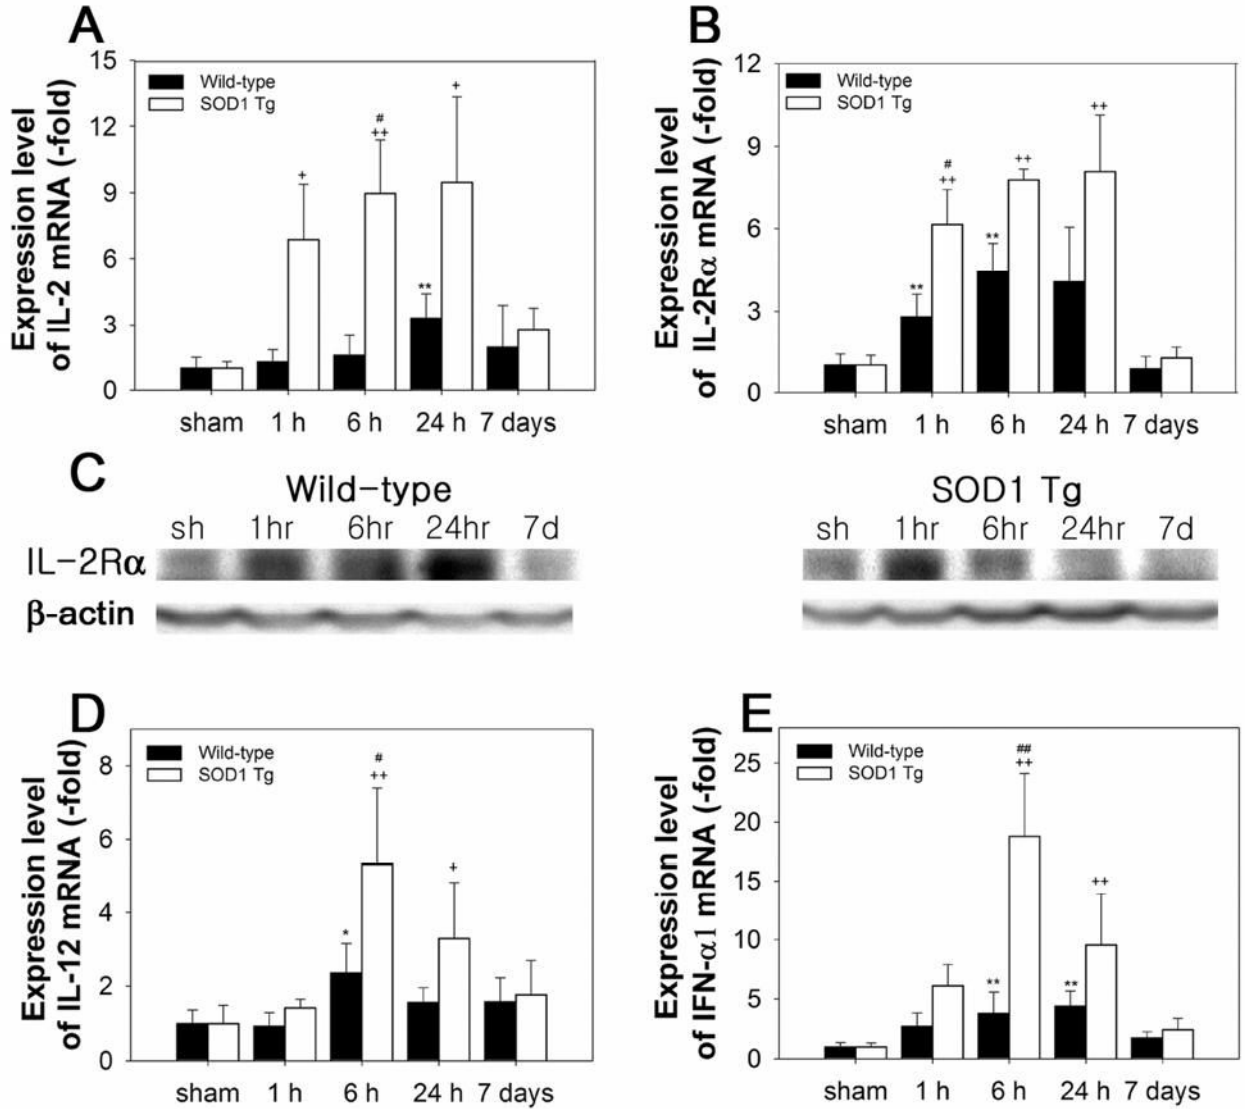 A
Expression level
of IL-2 mRNA (-fold)
15
12
9
6
3
0
Wild-type
SOD1 Tg
+
#
++
**
+
sham 1 h 6 h 24 h 7 days
B
Expression level
of IL-2Rα mRNA (-fold)
12
9
6
3
0
Wild-type
SOD1 Tg
**
#
++
**
++
++
sham 1 h 6 h 24 h 7 days
C
Wild-type
sh 1hr 6hr 24hr 7d
IL-2Rα
β-actin
SOD1 Tg
sh 1hr 6hr 24hr 7d
D
Expression level
of IL-12 mRNA (-fold)
8
6
4
2
0
Wild-type
SOD1 Tg
*
#
++
+
sham 1 h 6 h 24 h 7 days
E
Expression level
of IFN-α1 mRNA (-fold)
25
20
15
10
5
0
Wild-type
SOD1 Tg
**
##
++
**
++
sham 1 h 6 h 24 h 7 days